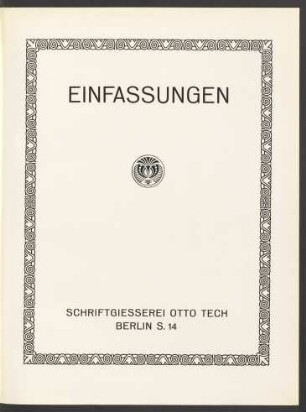 EINFASSUNGEN
SCHRIFTGIESSEREI OTTO TECH
BERLIN S. 14